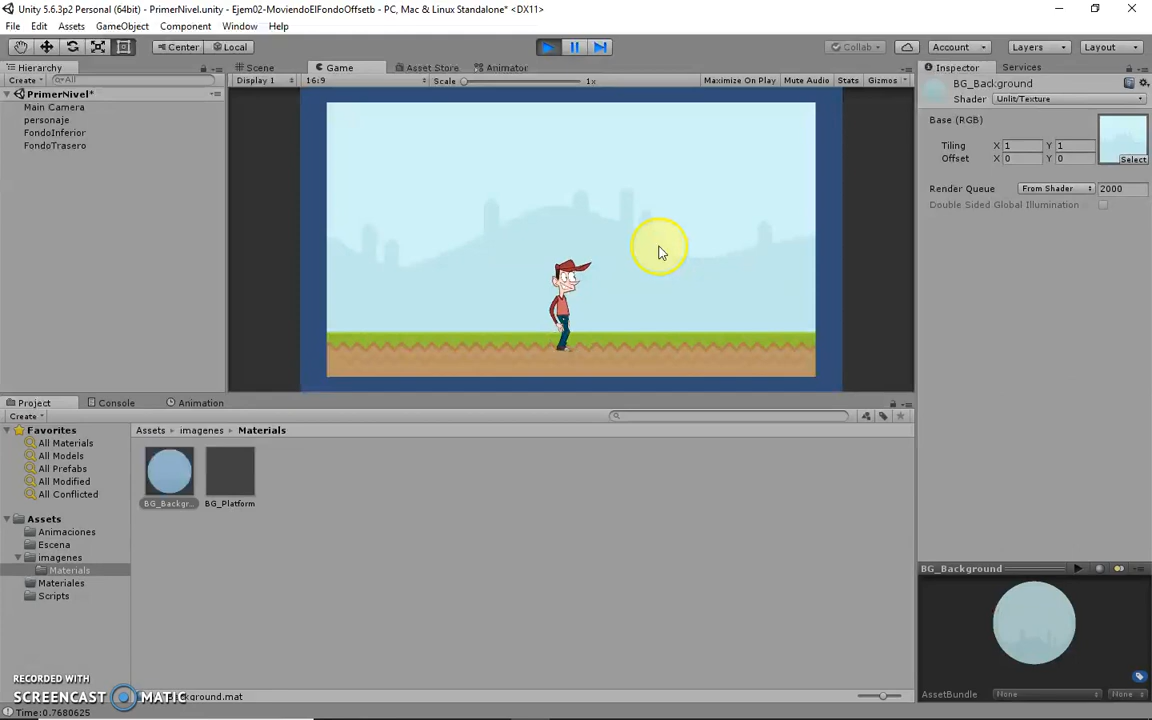 Unity 5.6.3p2 Personal (64bit) - PrimerNivel.unity - Ejem02-MoviendoElFondoOffsetb - PC, Mac & Linux Standalone* <DX11>
File Edit Assets GameObject Component Window Help
Center Local Collab Account Layers Layout
Hierarchy Scene Game Asset Store Animator Inspector Services
Create All Display 1 16:9 Scale 1x Maximize On Play Mute Audio Stats Gizmos
BG_Background
PrimerNivel*
Shader Unlit/Texture
Main Camera
personaje
Base (RGB)
FondoInferior
FondoTrasero
Tiling X 1 Y 1
Offset X 0 Y 0
Select
Render Queue From Shader 2000
Double Sided Global Illumination
Project Console Animation
Create
Favorites
All Materials
All Models
All Prefabs
All Modified
All Conflicted
Assets imagenes Materials
BG_Backgr... BG_Platform
Assets
Animaciones
Escena
imagenes
Materials
Materiales
Scripts
BG_Background
RECORDED WITH
SCREENCAST MATIC
ckground.mat
AssetBundle None None
Time:0.7680625